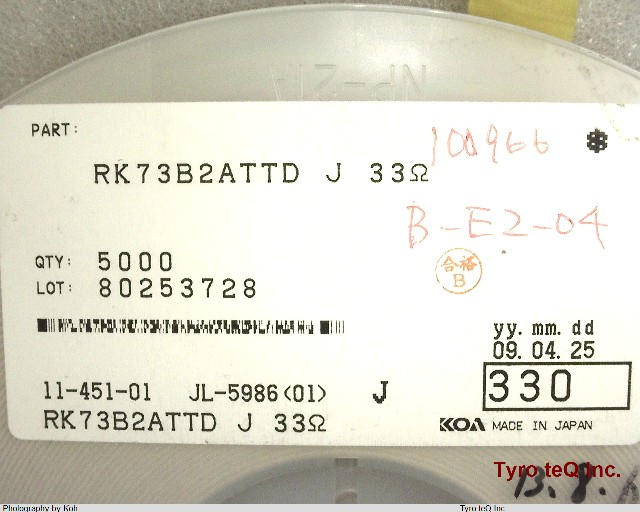 PART:
RK73B2ATTD J 33Ω
100966
B-E2-04
合格
B
QTY: 5000
LOT: 80253728
yy. mm. dd
09. 04. 25
11-451-01 JL-5986(01) J
330
RK73B2ATTD J 33Ω
KOA MADE IN JAPAN
Tyro teQ Inc.
13. 8.
Photography by Koh
Tyro teQ Inc